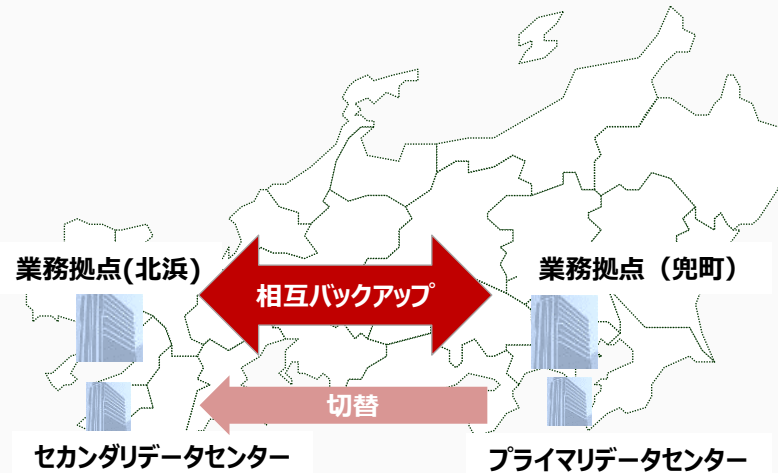 業務拠点(北浜)
業務拠点（兜町）
相互バックアップ
切替
セカンダリデータセンター
プライマリデータセンター